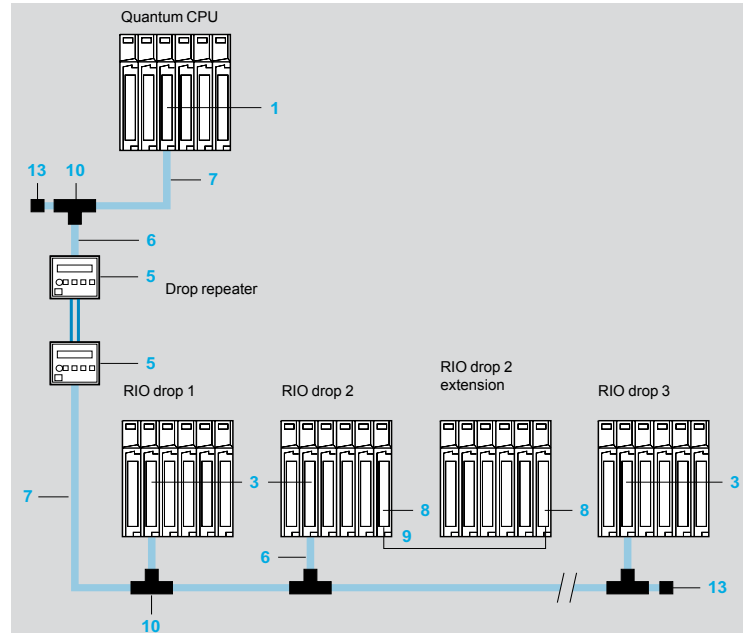 Quantum CPU
1
13 10
7
6
5
Drop repeater
5
RIO drop 1
RIO drop 2
RIO drop 2
extension
RIO drop 3
7
3
8
9
8
3
6
13
10